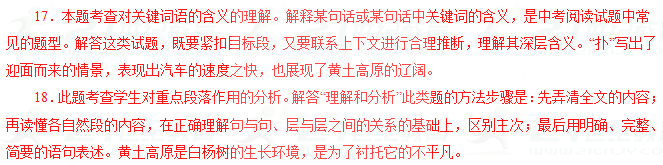 17．本题考查对关键词语的含义的理解。解释某句话或某句话中关键词的含义，是中考阅读试题中常
见的题型。解答这类试题，既要紧扣目标段，又要联系上下文进行合理推断，理解其深层含义。“扑”写出了
迎面而来的情景，表现出汽车的速度之快，也展现了黄土高原的辽阔。
18．此题考查学生对重点段落作用的分析。解答“理解和分析”此类题的方法步骤是：先弄清全文的内容；
再读懂各自然段的内容，在正确理解句与句、层与层之间的关系的基础上，区别主次；最后用明确、完整、
简要的语句表述。黄土高原是白杨树的生长环境，是为了衬托它的不平凡。